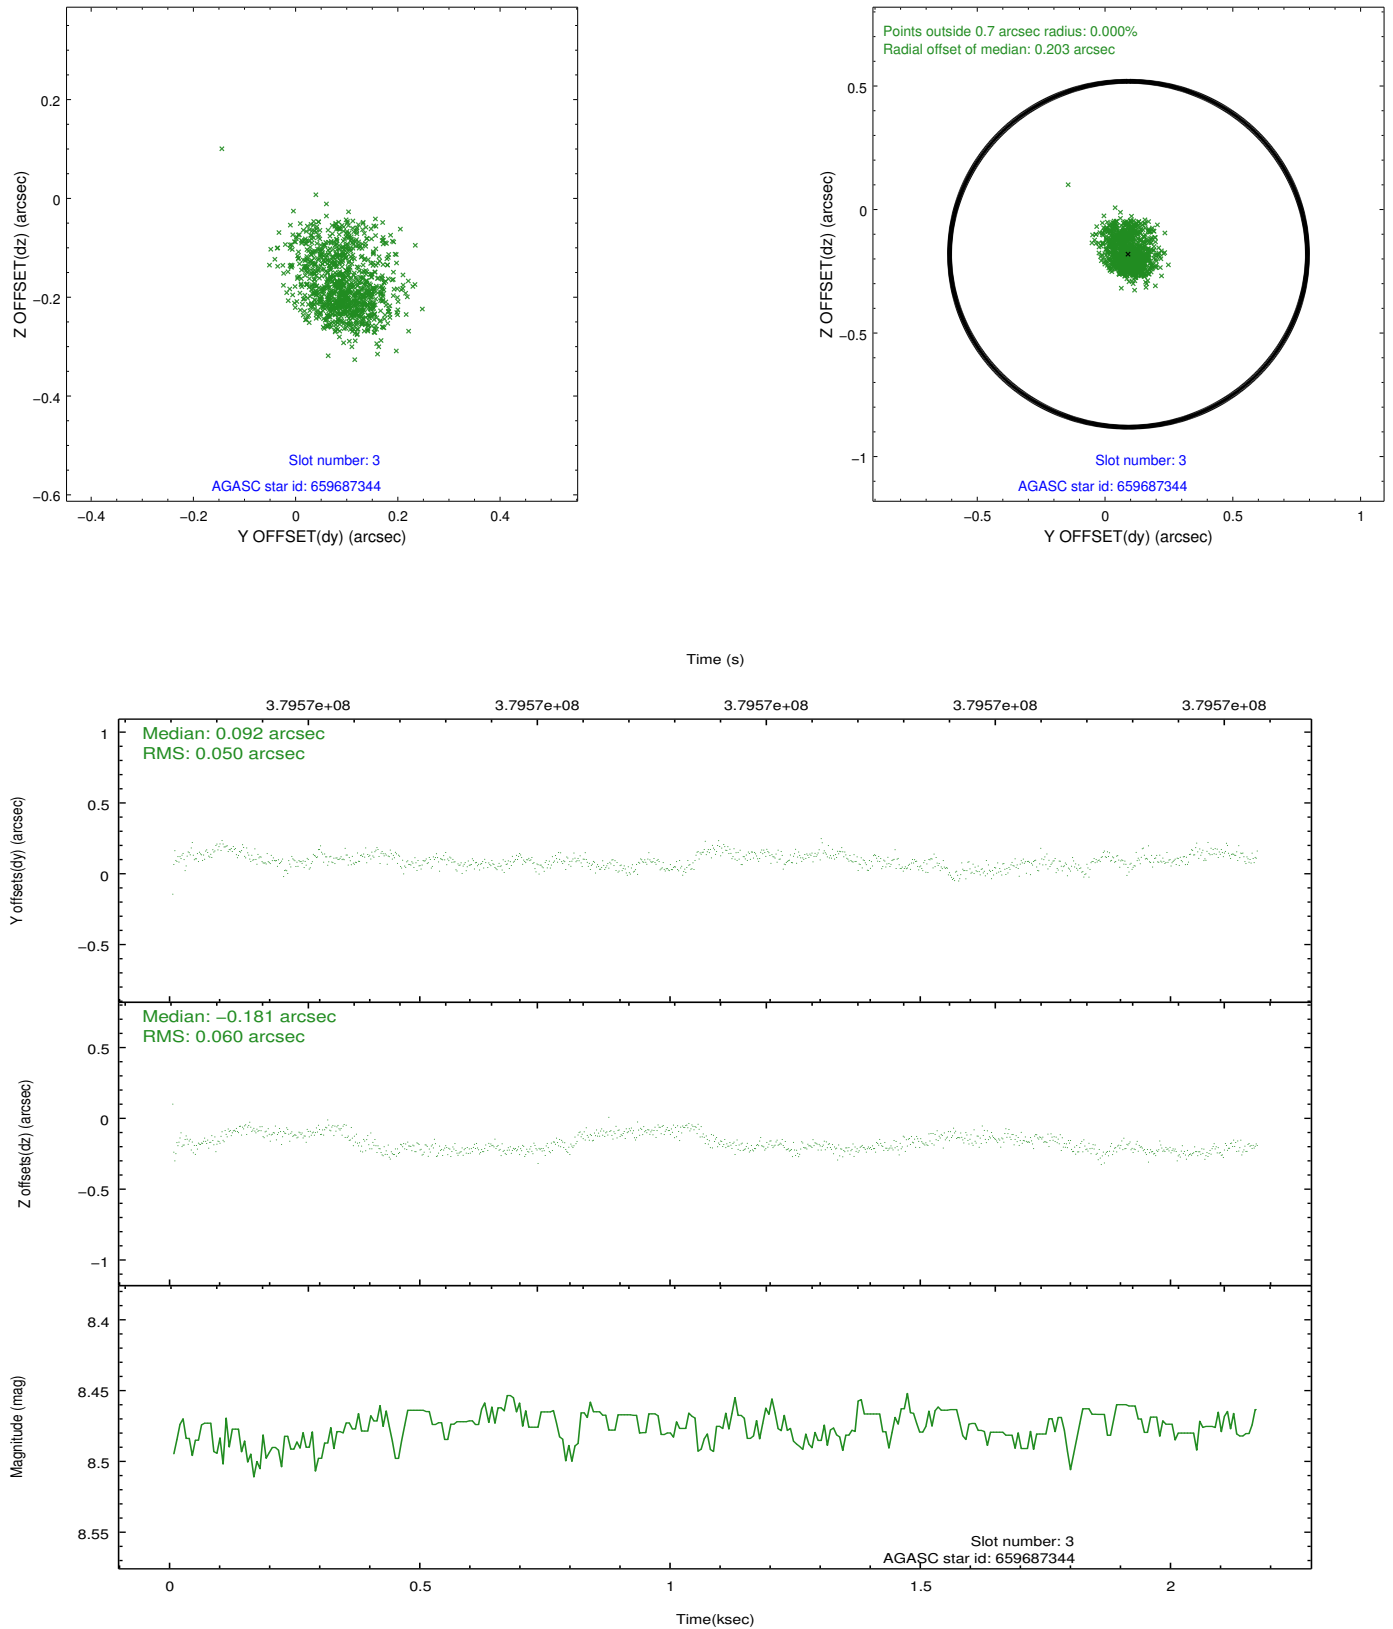 0.2
0
−0.2
−0.4
−0.6
Z OFFSET(dz) (arcsec)
Slot number: 3
AGASC star id: 659687344
−0.4 −0.2 0 0.2 0.4
Y OFFSET(dy) (arcsec)
Points outside 0.7 arcsec radius: 0.000%
Radial offset of median: 0.203 arcsec
0.5
0
−0.5
−1
Z OFFSET(dz) (arcsec)
Slot number: 3
AGASC star id: 659687344
−0.5 0 0.5 1
Y OFFSET(dy) (arcsec)
Time (s)
3.7957e+08 3.7957e+08 3.7957e+08 3.7957e+08 3.7957e+08
Median: 0.092 arcsec
RMS: 0.050 arcsec
1
0.5
0
−0.5
Y offsets(dy) (arcsec)
Median: −0.181 arcsec
RMS: 0.060 arcsec
0.5
0
−0.5
−1
Z offsets(dz) (arcsec)
8.4
8.45
8.5
8.55
Magnitude (mag)
Slot number: 3
AGASC star id: 659687344
0 0.5 1 1.5 2
Time(ksec)